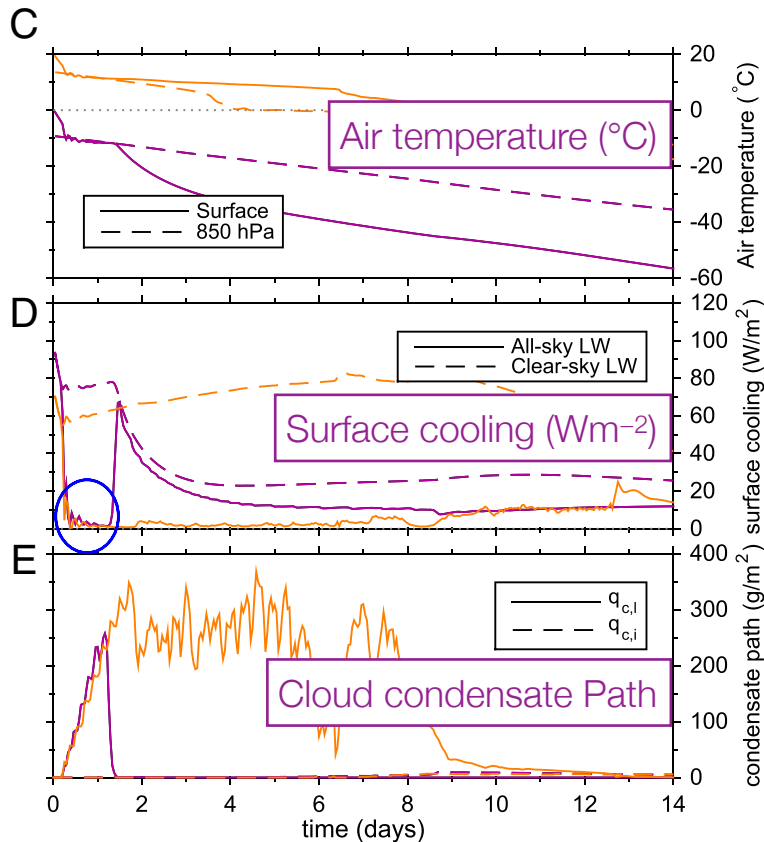 C
20
0
-20
-40
-60
Air temperature (°C)
Air temperature (°C)
Surface
850 hPa
D
120
100
80
60
40
20
0
surface cooling (W/m²)
All-sky LW
Clear-sky LW
Surface cooling (Wm⁻²)
E
400
300
200
100
0
condensate path (g/m²)
q_c,l
q_c,i
Cloud condensate Path
0 2 4 6 8 10 12 14
time (days)